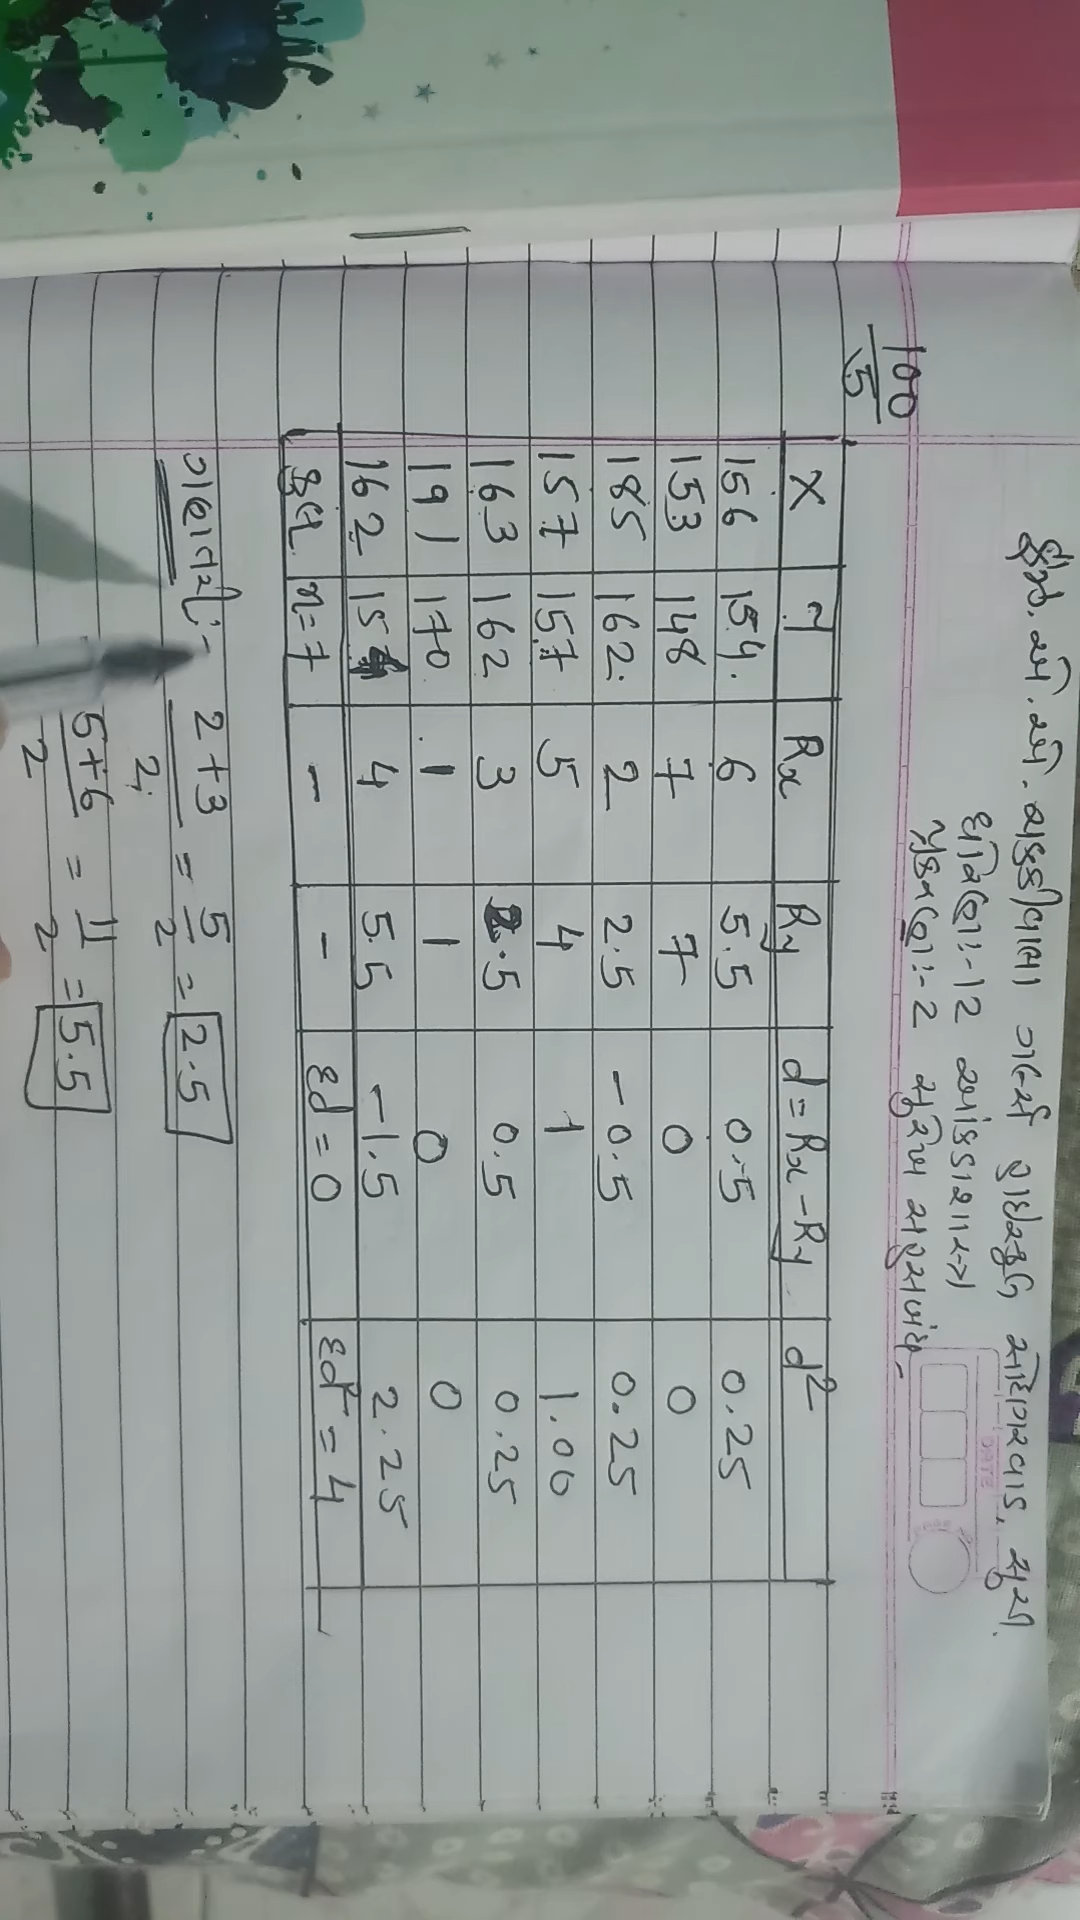 ગર્લ્સ હાઈસ્કૂલ
ધોરણ:-12 આંકડાશાસ્ત્ર
પ્રકરણ:-2 સુરેખ સહસંબંધ
DATE
100
5
X Y Rx Ry d=Rx-Ry d²
156 154. 6 5.5 0.5 0.25
153 148 7 7 0 0
185 162. 2 2.5 -0.5 0.25
157 157 5 4 1 1.00
163 162 3 2.5 0.5 0.25
191 170 1 1 0 0
162 154 4 5.5 -1.5 2.25
કુલ n=7 - - Σd=0 Σd²=4
ગણતરી:- 2+3/2 = 5/2 = 2.5
5+6/2 = 11/2 = 5.5